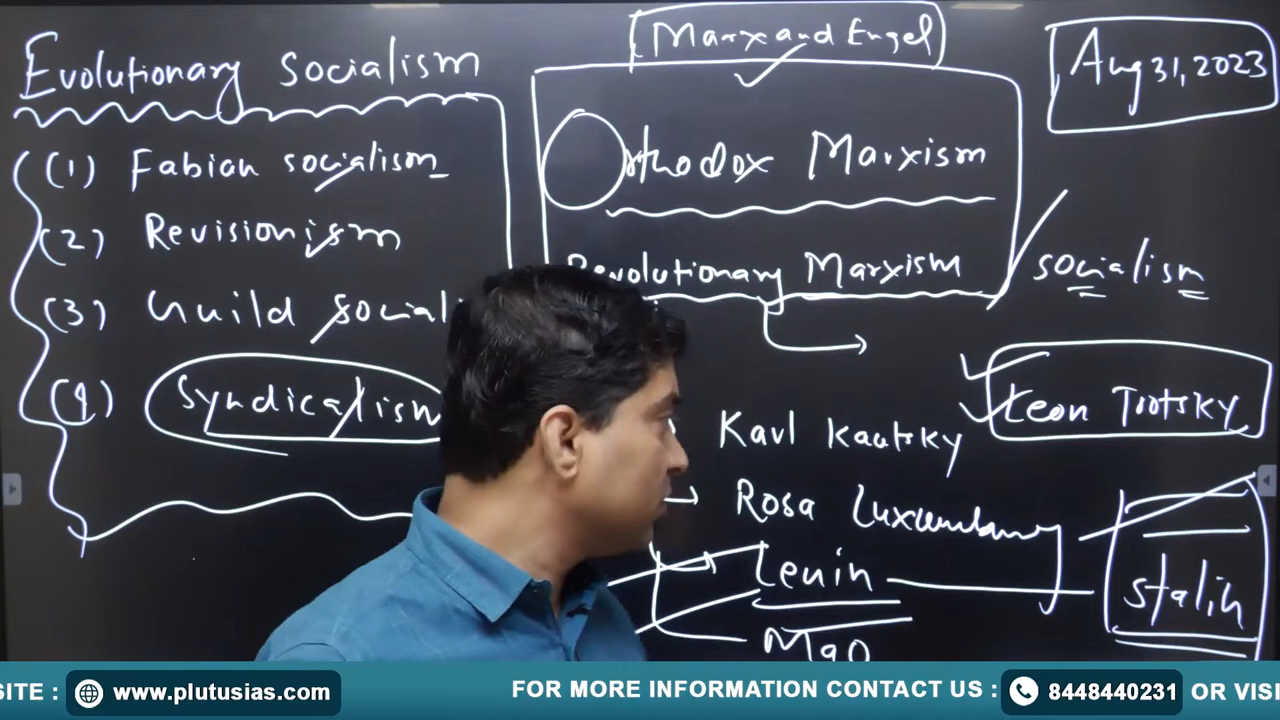 Evolutionary socialism
(1) Fabian socialism
(2) Revisionism
(3) Guild social
(4) Syndicalism
Marx and Engel
Orthodox Marxism
Revolutionary Marxism
Aug 31, 2023
socialism
Leon Trotsky
Karl Kautsky
Rosa
Lenin
Mao
Stalin
SITE : www.plutusias.com
FOR MORE INFORMATION CONTACT US : 8448440231 OR VISI